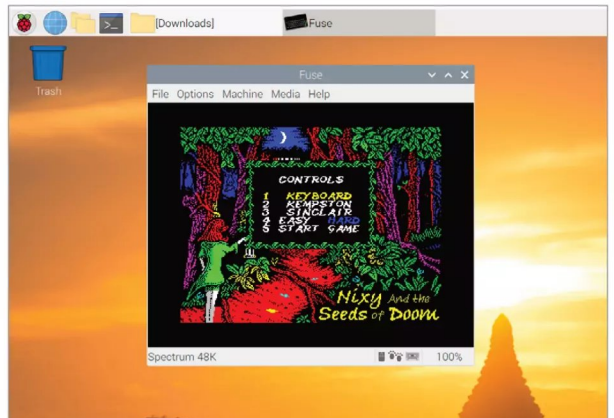 [Downloads]
Fuse
Trash
Fuse
File Options Machine Media Help
CONTROLS
1 KEYBOARD
2 KEMPSTON
3 SINCLAIR
4 EASY HARD
5 START GAME
Nixy And the
Seeds of Doom
Spectrum 48K
100%